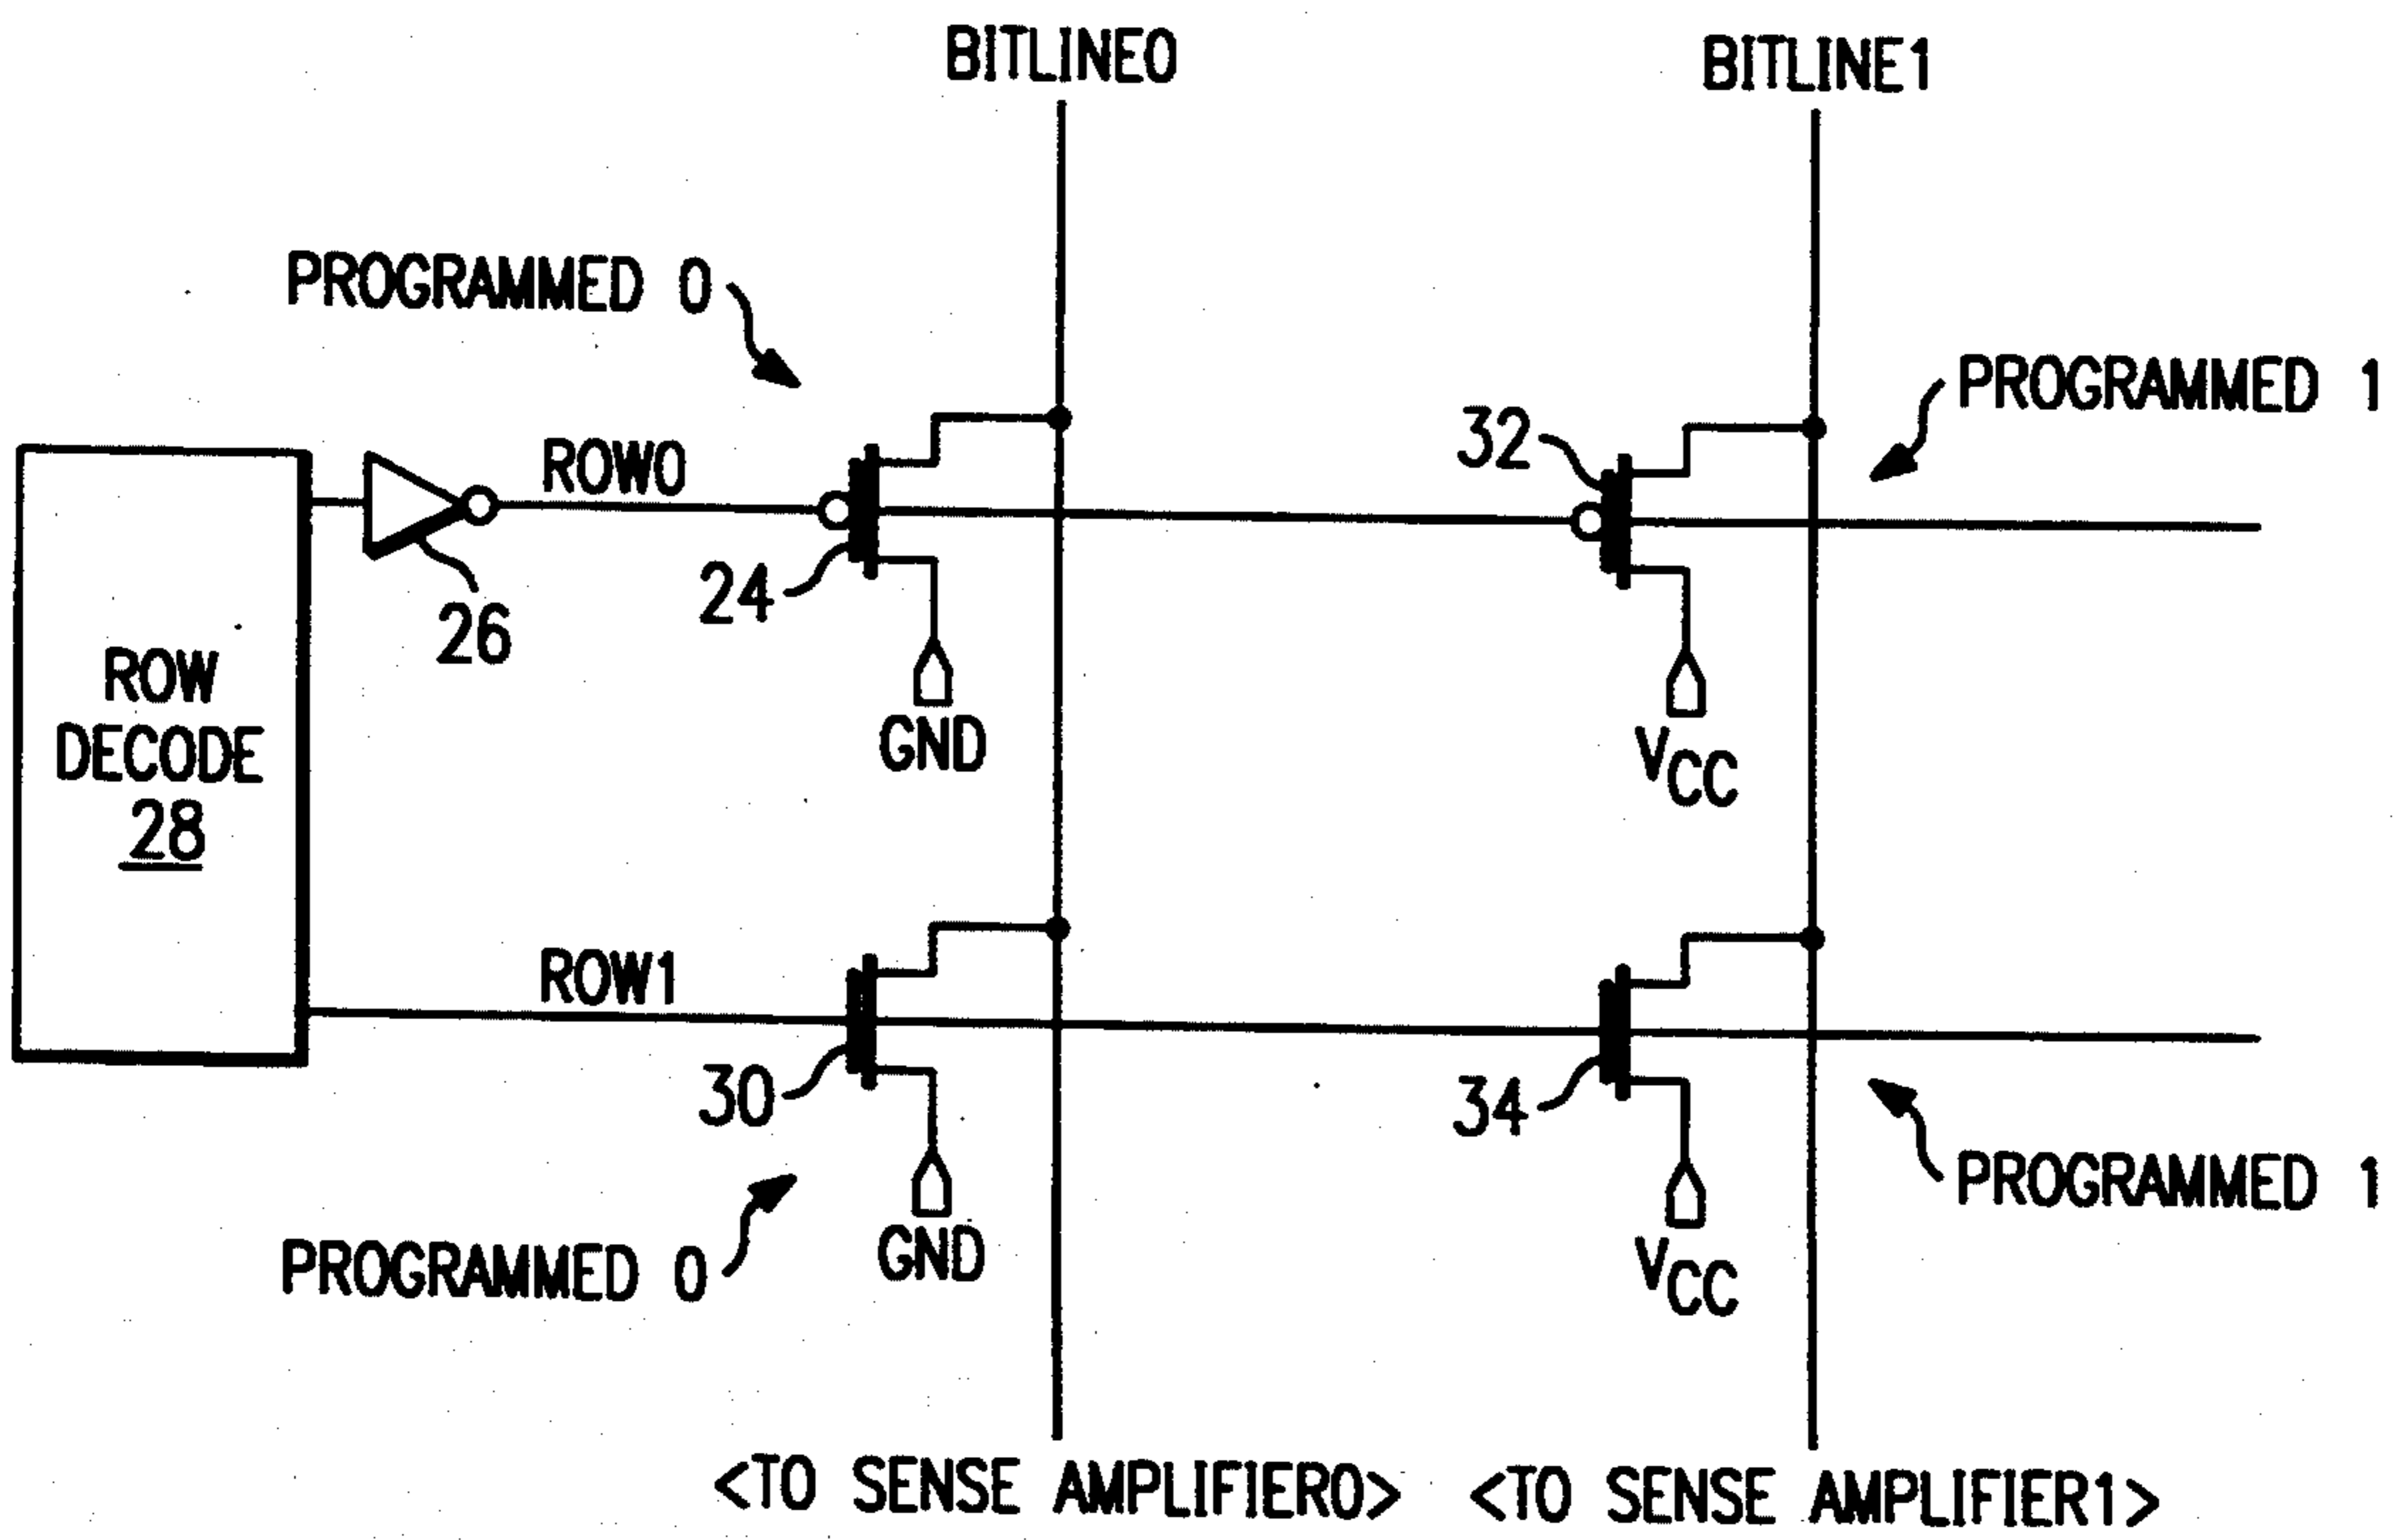 BITLINE0
BITLINE1
PROGRAMMED 0
PROGRAMMED 1
32
ROW0
24
26
GND
VCC
ROW
DECODE
28
ROW1
30
34
GND
VCC
PROGRAMMED 0
PROGRAMMED 1
<TO SENSE AMPLIFIER0>
<TO SENSE AMPLIFIER1>